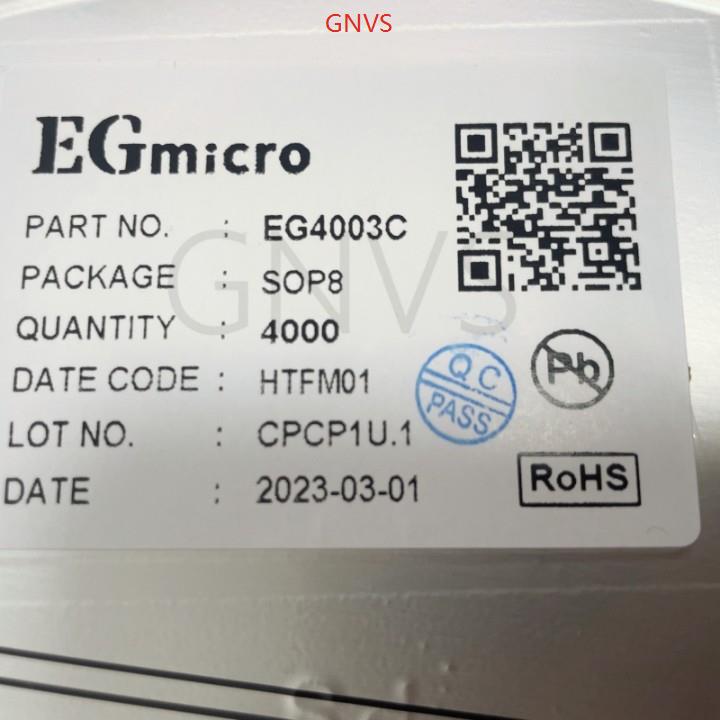 GNVS
EGmicro
PART NO. : EG4003C
PACKAGE : SOP8
QUANTITY : 4000
DATE CODE : HTFM01
LOT NO. : CPCP1U.1
DATE : 2023-03-01
QC
PASS
Pb
RoHS
GNVS